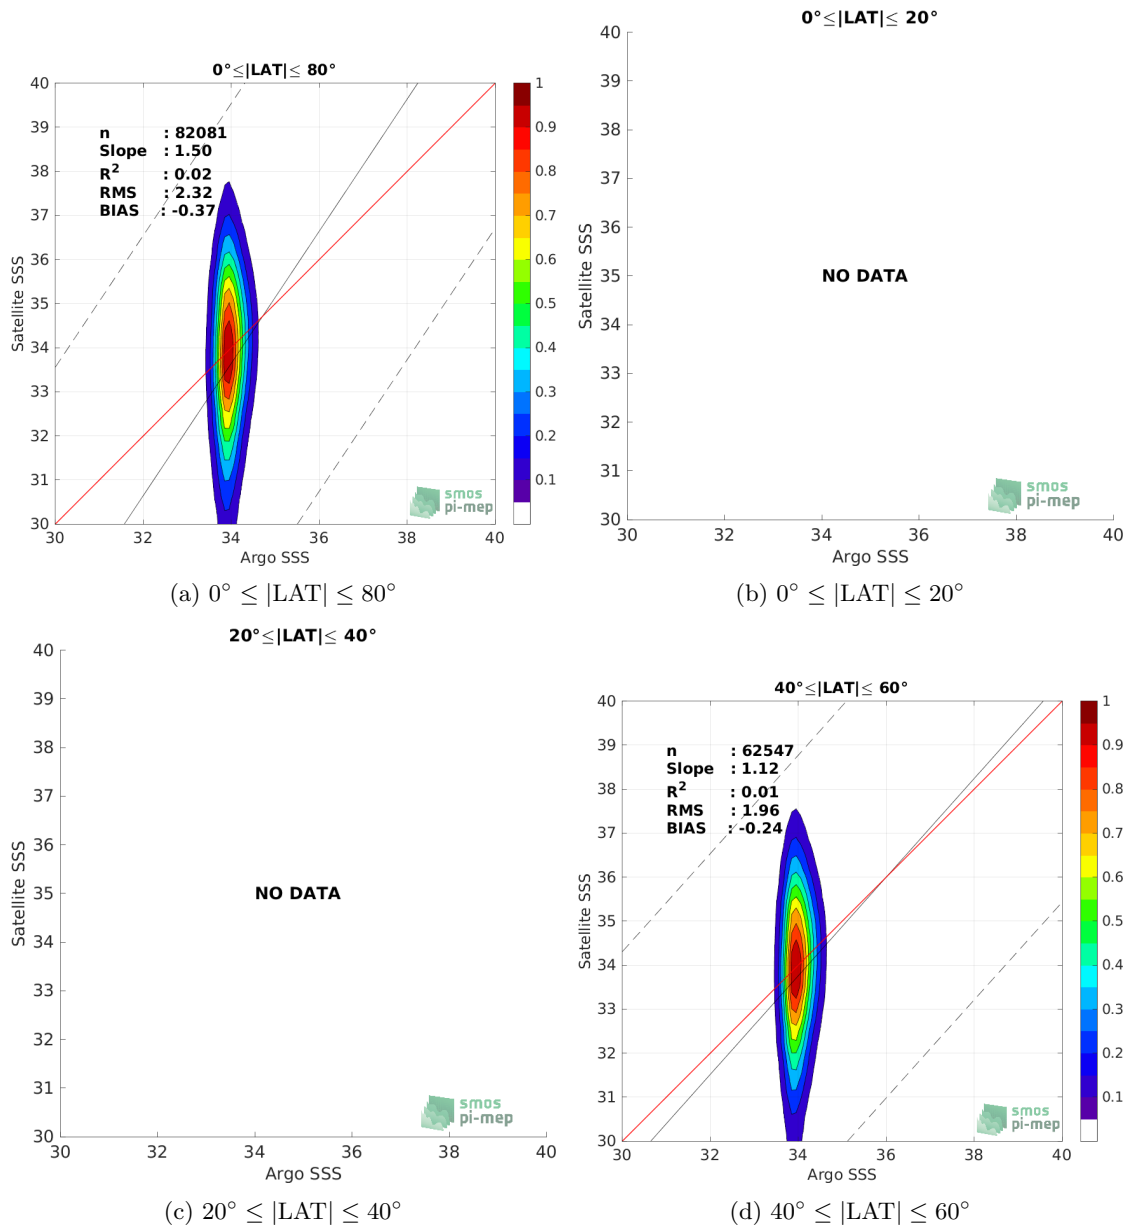 0°≤|LAT|≤ 80°
40
39
38
37
36
35
34
33
32
31
30
Satellite SSS
n : 82081
Slope : 1.50
R² : 0.02
RMS : 2.32
BIAS : -0.37
smos
pi-mep
30 32 34 36 38 40
Argo SSS
1
0.9
0.8
0.7
0.6
0.5
0.4
0.3
0.2
0.1
(a) 0° ≤ |LAT| ≤ 80°
0°≤|LAT|≤ 20°
40
39
38
37
36
35
34
33
32
31
30
Satellite SSS
NO DATA
smos
pi-mep
30 32 34 36 38 40
Argo SSS
(b) 0° ≤ |LAT| ≤ 20°
20°≤|LAT|≤ 40°
40
39
38
37
36
35
34
33
32
31
30
Satellite SSS
NO DATA
smos
pi-mep
30 32 34 36 38 40
Argo SSS
(c) 20° ≤ |LAT| ≤ 40°
40°≤|LAT|≤ 60°
40
39
38
37
36
35
34
33
32
31
30
Satellite SSS
n : 62547
Slope : 1.12
R² : 0.01
RMS : 1.96
BIAS : -0.24
smos
pi-mep
30 32 34 36 38 40
Argo SSS
1
0.9
0.8
0.7
0.6
0.5
0.4
0.3
0.2
0.1
(d) 40° ≤ |LAT| ≤ 60°